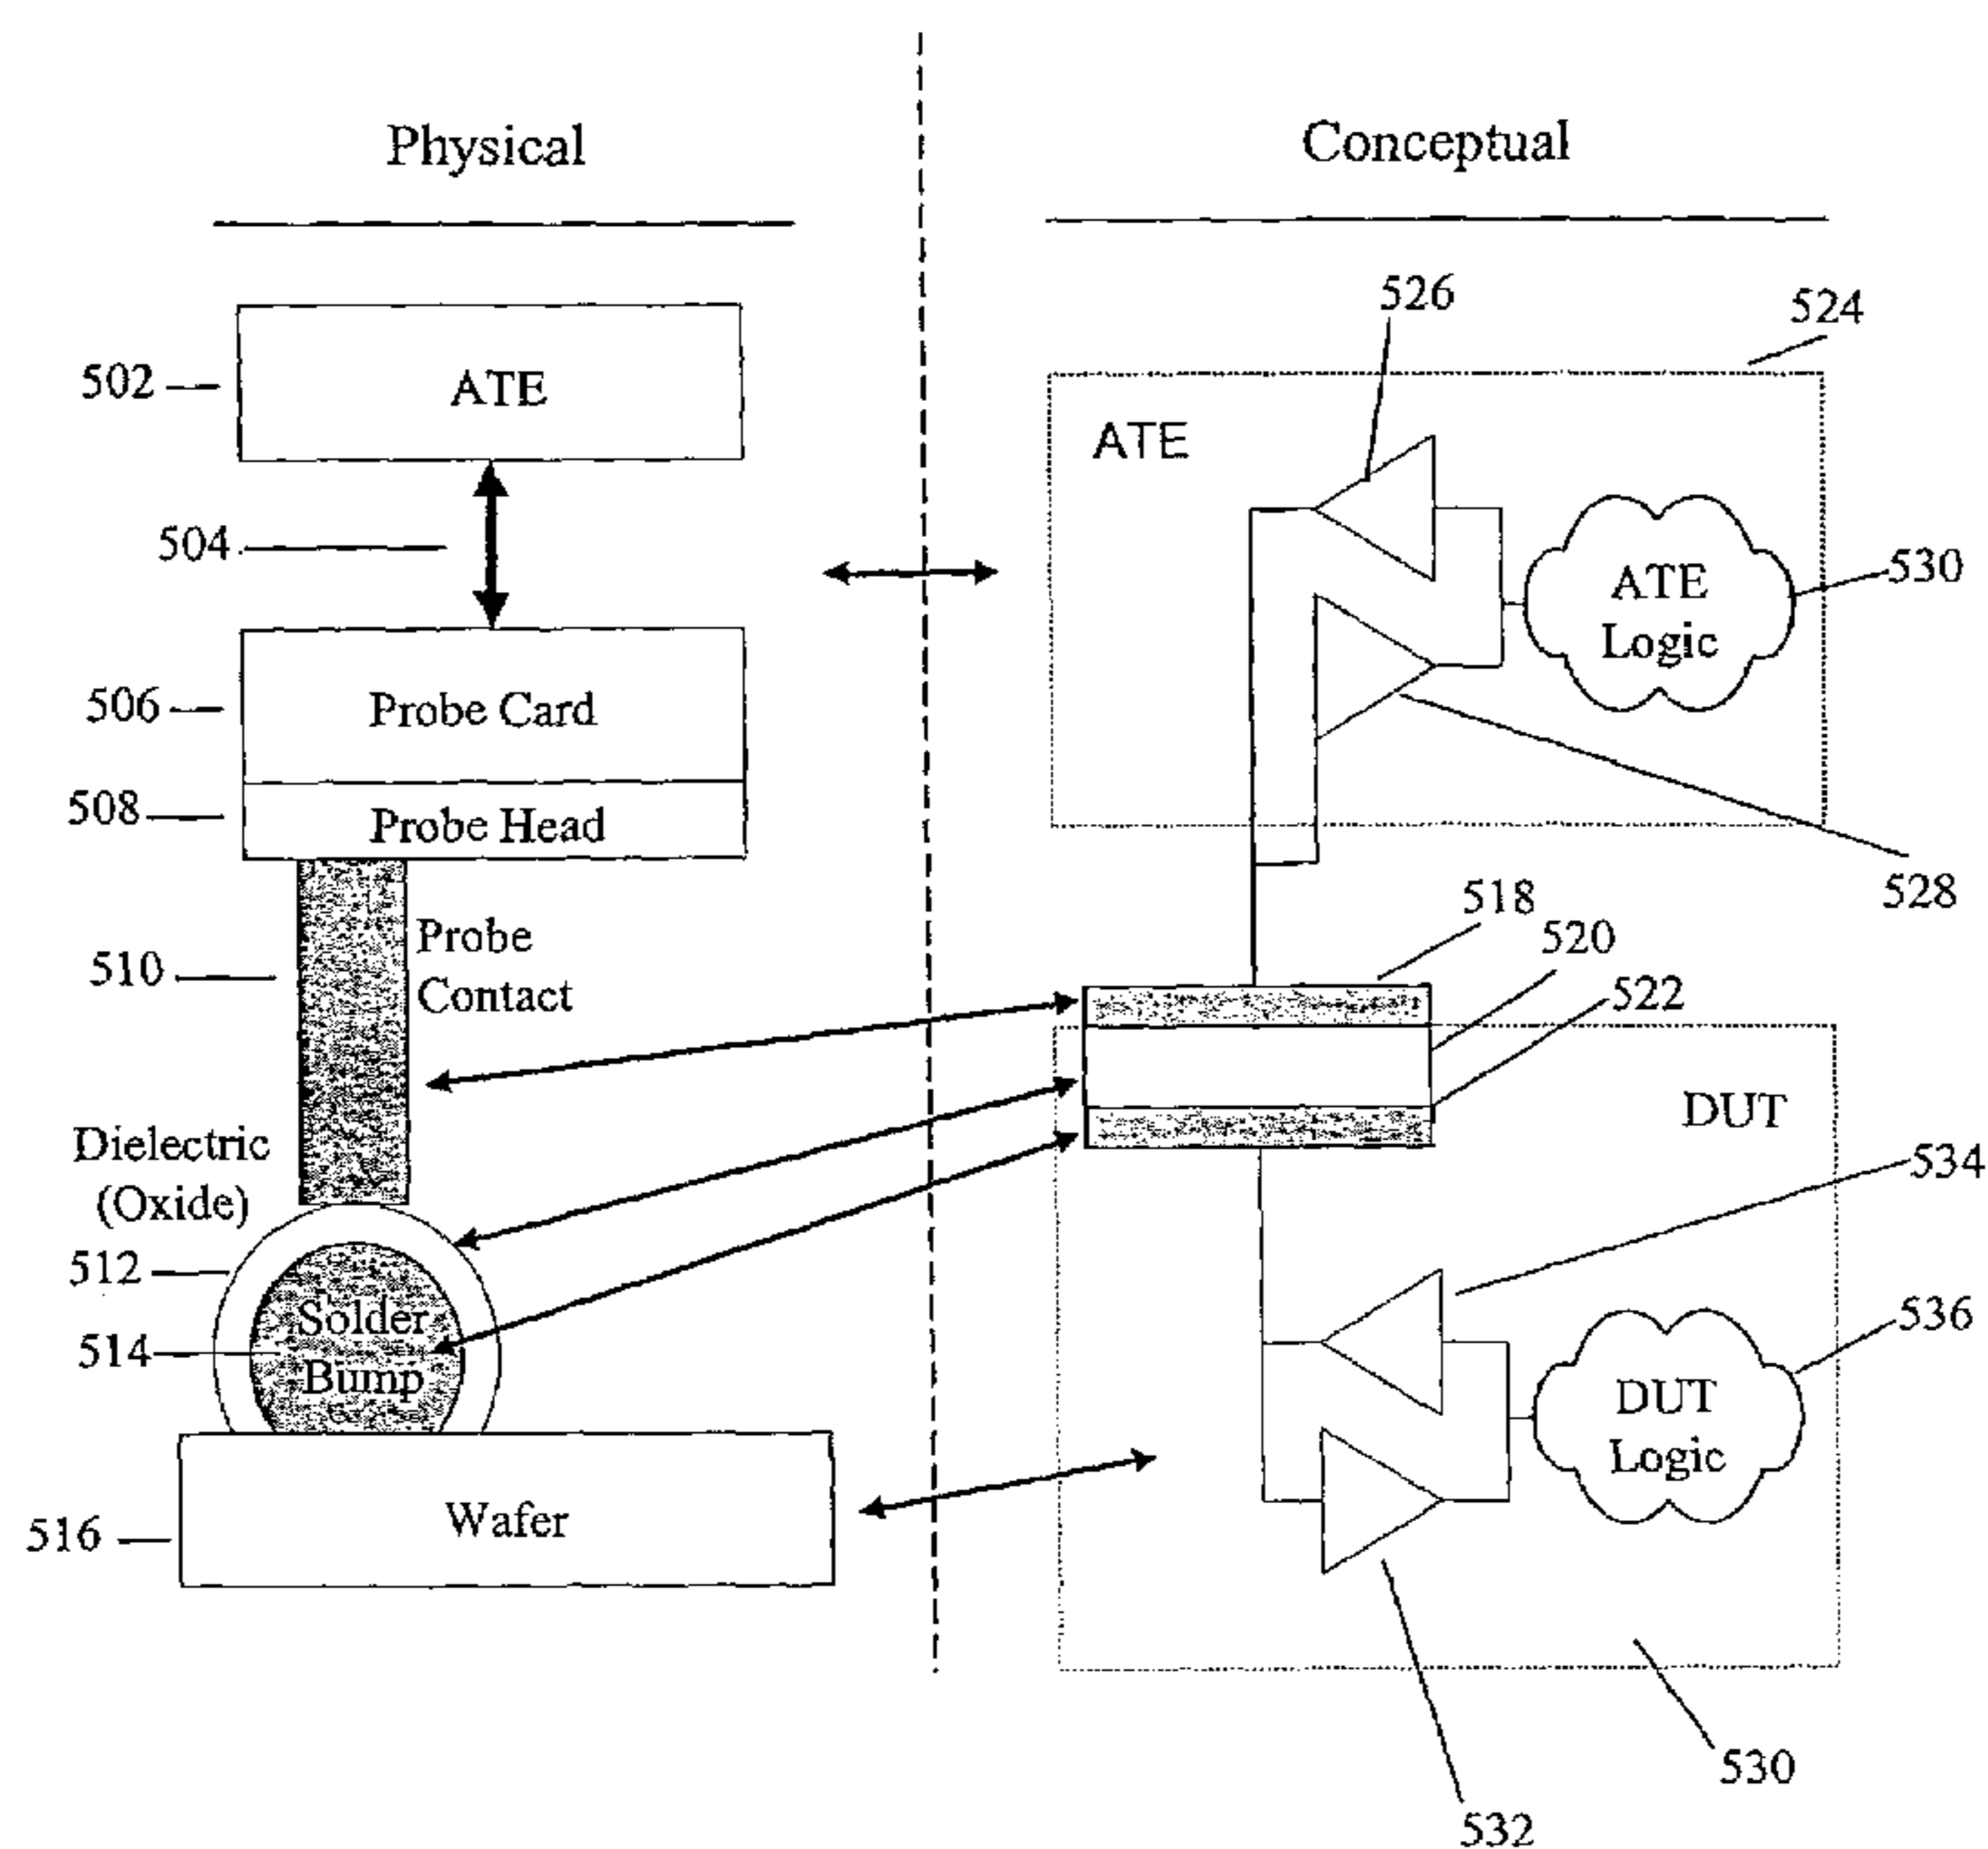 Physical
Conceptual
502
ATE
504
506
Probe Card
508
Probe Head
510
Probe
Contact
Dielectric
(Oxide)
512
Solder
514
Bump
516
Wafer
526
524
ATE
ATE
Logic
530
528
518
520
522
DUT
534
536
DUT
Logic
530
532